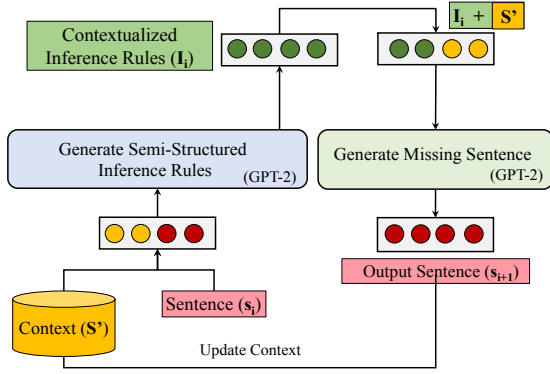 Contextualized
Inference Rules (Iᵢ)
Iᵢ + S’
Generate Semi-Structured
Inference Rules
(GPT-2)
Generate Missing Sentence
(GPT-2)
Output Sentence (sᵢ₊₁)
Sentence (sᵢ)
Context (S’)
Update Context